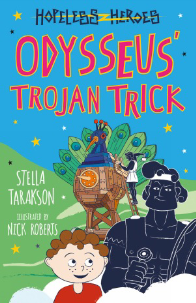 HOPELESS HEROES
ODYSSEUS'
TROJAN TRICK
STELLA
TARAKSON
ILLUSTRATED BY
NICK ROBERTS